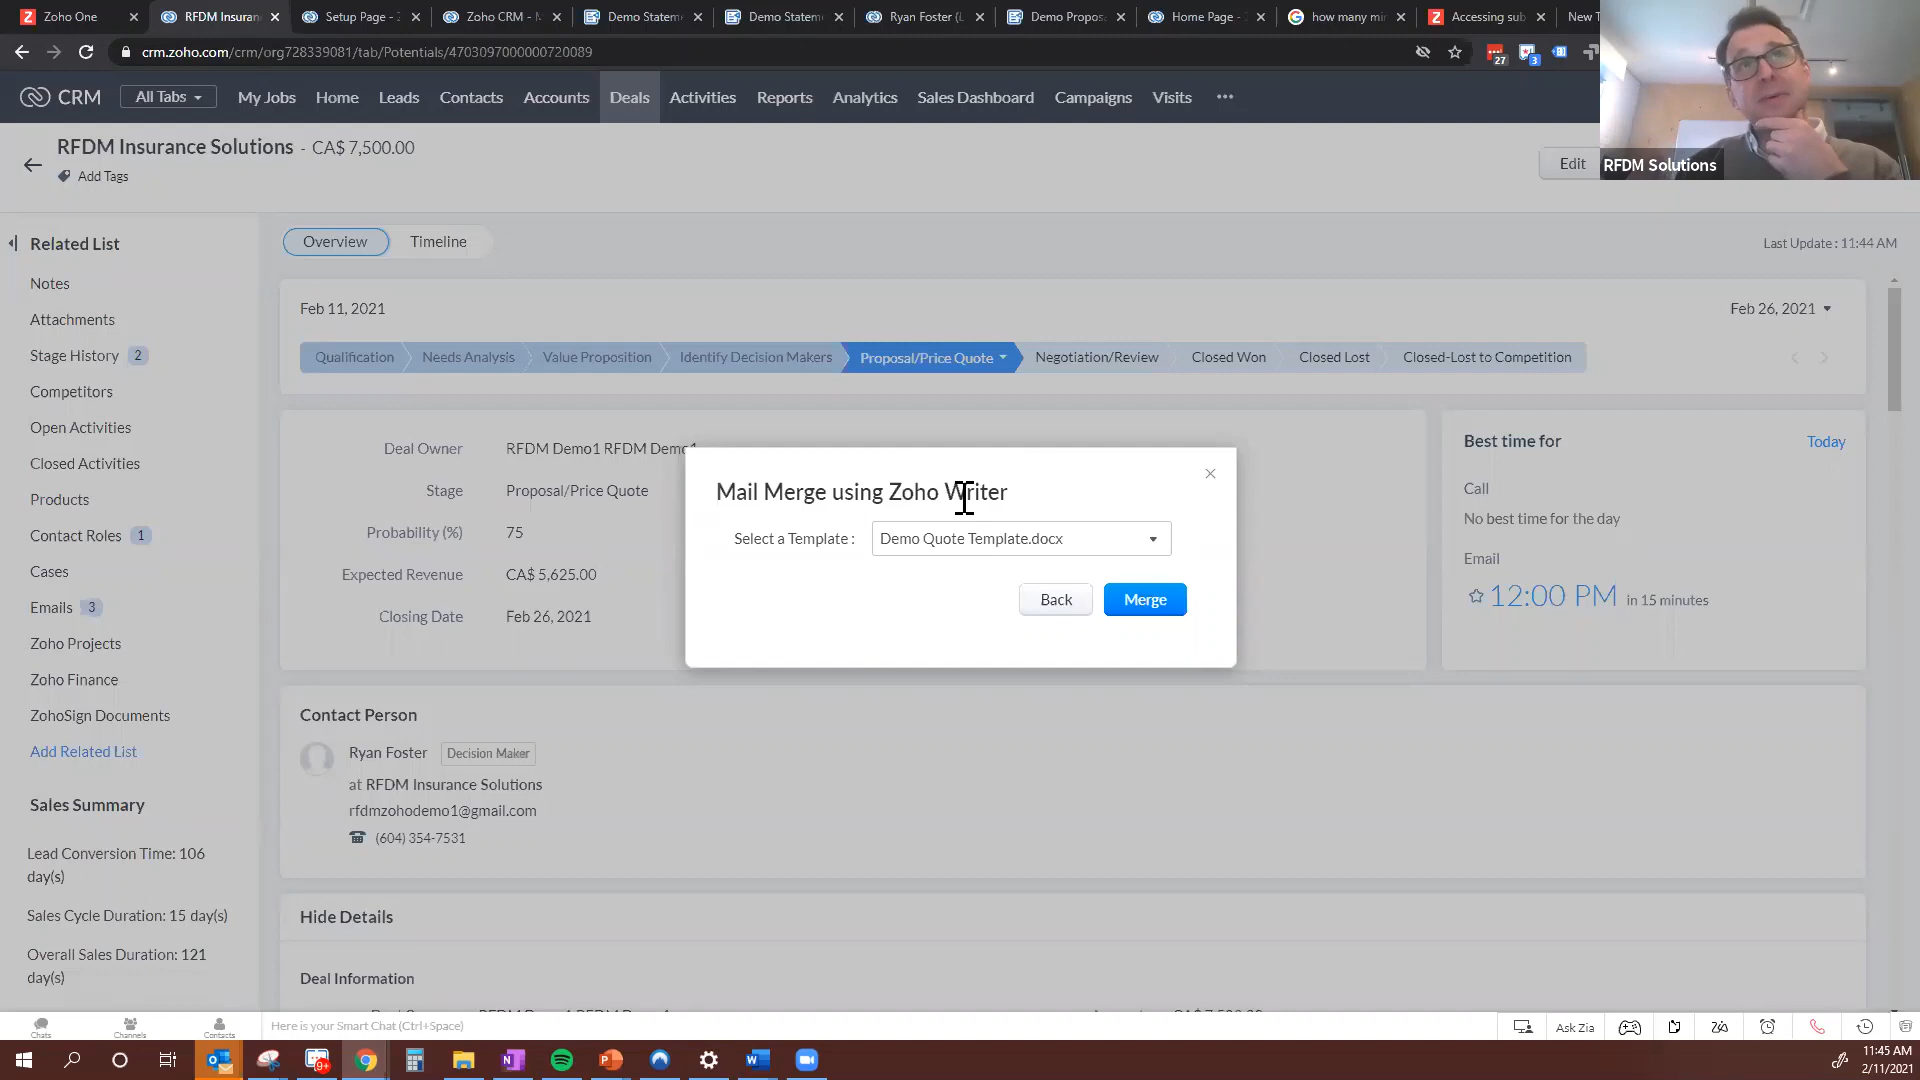 Zoho One
RFDM Insuran
Setup Page - Z
Zoho CRM - M
Demo Stateme
Demo Stateme
Ryan Foster (L
Demo Proposa
Home Page - Z
how many min
Accessing sub
New T
crm.zoho.com/crm/org728339081/tab/Potentials/4703097000000720089
27
3
CRM
All Tabs
My Jobs
Home
Leads
Contacts
Accounts
Deals
Activities
Reports
Analytics
Sales Dashboard
Campaigns
Visits
RFDM Insurance Solutions - CA$ 7,500.00
Add Tags
Edit
RFDM Solutions
Related List
Notes
Attachments
Stage History 2
Competitors
Open Activities
Closed Activities
Products
Contact Roles 1
Cases
Emails 3
Zoho Projects
Zoho Finance
ZohoSign Documents
Add Related List
Sales Summary
Lead Conversion Time: 106
day(s)
Sales Cycle Duration: 15 day(s)
Overall Sales Duration: 121
day(s)
Overview
Timeline
Last Update : 11:44 AM
Feb 11, 2021
Feb 26, 2021
Qualification
Needs Analysis
Value Proposition
Identify Decision Makers
Proposal/Price Quote
Negotiation/Review
Closed Won
Closed Lost
Closed-Lost to Competition
Deal Owner RFDM Demo1 RFDM Demo1
Stage Proposal/Price Quote
Probability (%) 75
Expected Revenue CA$ 5,625.00
Closing Date Feb 26, 2021
Mail Merge using Zoho Writer
Select a Template : Demo Quote Template.docx
Back
Merge
Best time for
Today
Call
No best time for the day
Email
12:00 PM in 15 minutes
Contact Person
Ryan Foster Decision Maker
at RFDM Insurance Solutions
rfdmzohodemo1@gmail.com
(604) 354-7531
Hide Details
Deal Information
Chats
Channels
Contacts
Here is your Smart Chat (Ctrl+Space)
Ask Zia
9+
11:45 AM
2/11/2021